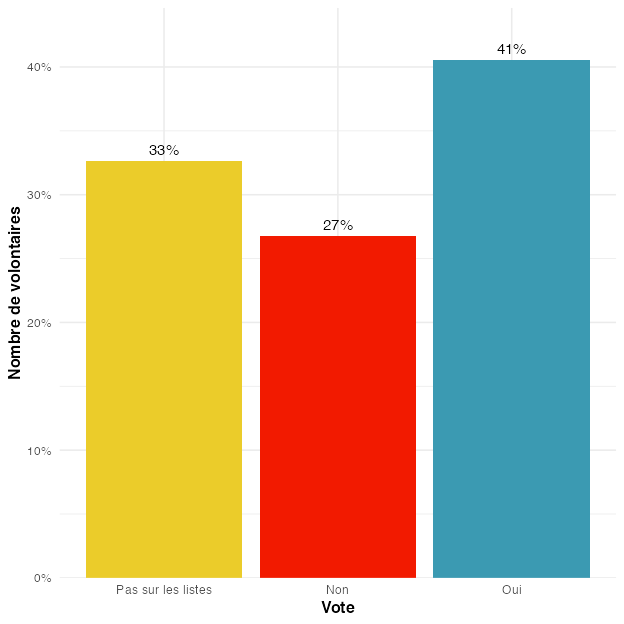 41%
40%
33%
30%
27%
20%
10%
0%
Nombre de volontaires
Pas sur les listes Non Oui
Vote